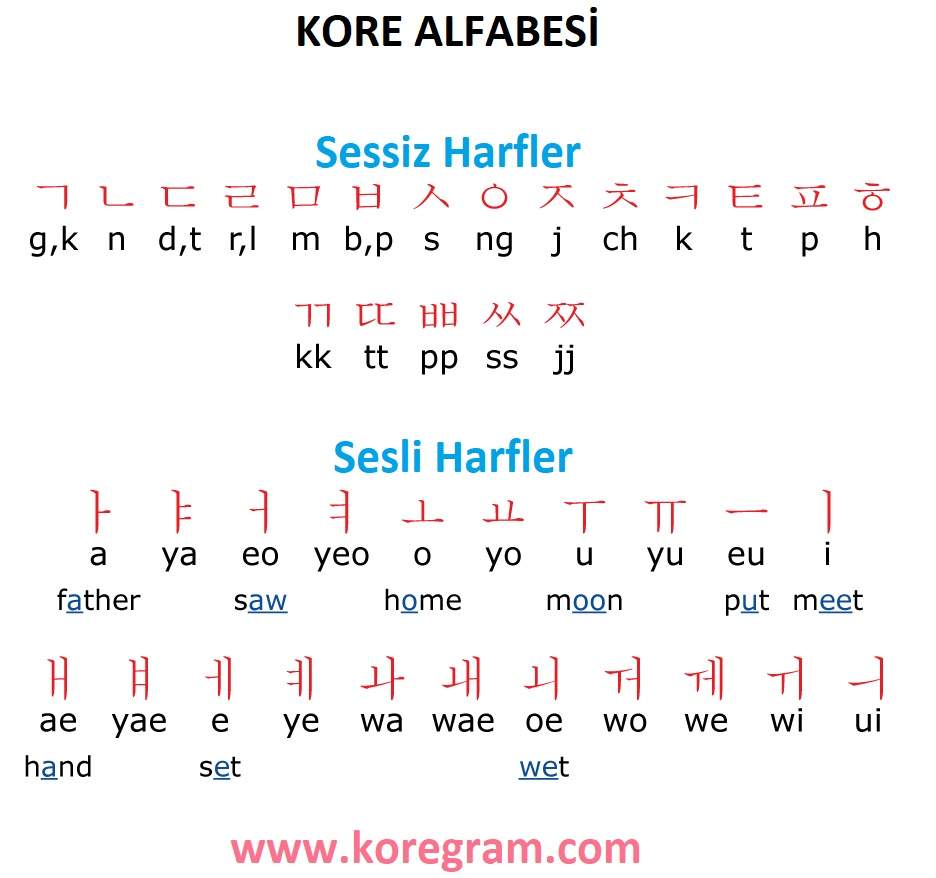 KORE ALFABESİ
Sessiz Harfler
ㄱ ㄴ ㄷ ㄹ ㅁ ㅂ ㅅ ㅇ ㅈ ㅊ ㅋ ㅌ ㅍ ㅎ
g,k n d,t r,l m b,p s ng j ch k t p h
ㄲ ㄸ ㅃ ㅆ ㅉ
kk tt pp ss jj
Sesli Harfler
ㅏ ㅑ ㅓ ㅕ ㅗ ㅛ ㅜ ㅠ ㅡ ㅣ
a ya eo yeo o yo u yu eu i
father saw home moon put meet
ㅐ ㅒ ㅔ ㅖ ㅘ ㅙ ㅚ ㅝ ㅞ ㅟ ㅢ
ae yae e ye wa wae oe wo we wi ui
hand set wet
www.koregram.com